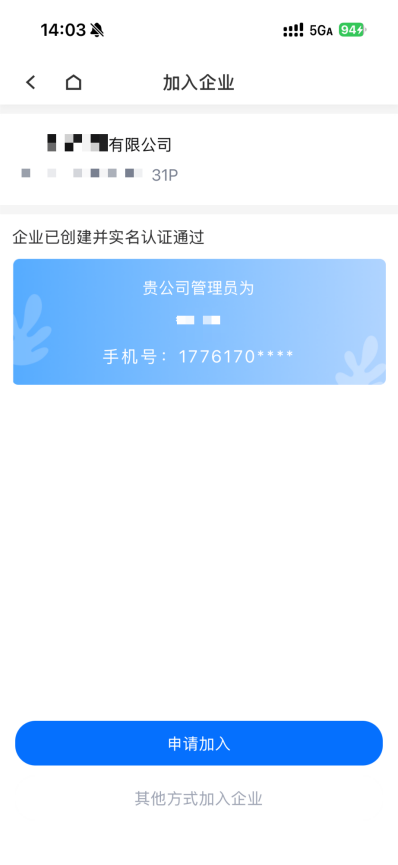 14:03
5GA
94
加入企业
有限公司
31P
企业已创建并实名认证通过
贵公司管理员为
手机号：1776170****
申请加入
其他方式加入企业